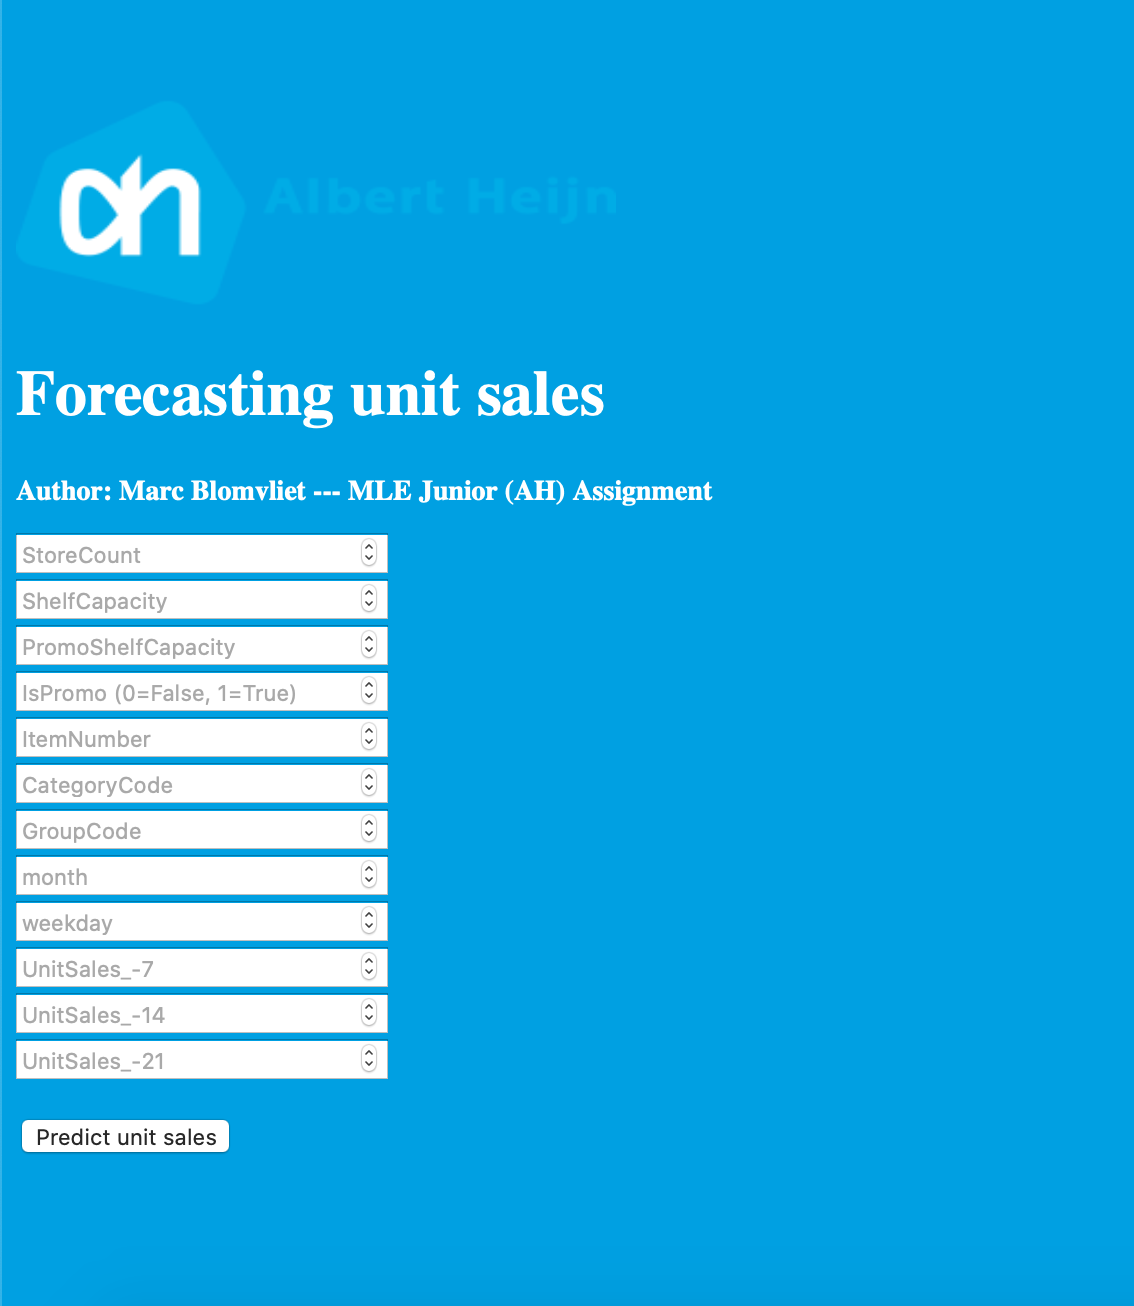 ah
Albert Heijn
Forecasting unit sales
Author: Marc Blomvliet --- MLE Junior (AH) Assignment
StoreCount
ShelfCapacity
PromoShelfCapacity
IsPromo (0=False, 1=True)
ItemNumber
CategoryCode
GroupCode
month
weekday
UnitSales_-7
UnitSales_-14
UnitSales_-21
Predict unit sales